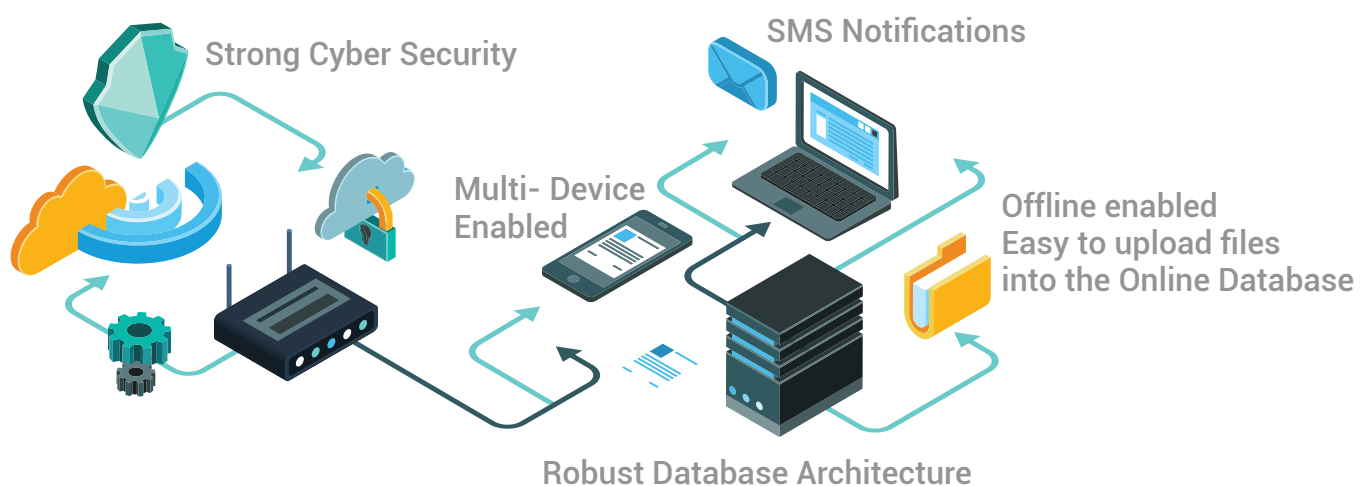 Strong Cyber Security
SMS Notifications
Multi- Device
Enabled
Offline enabled
Easy to upload files
into the Online Database
Robust Database Architecture